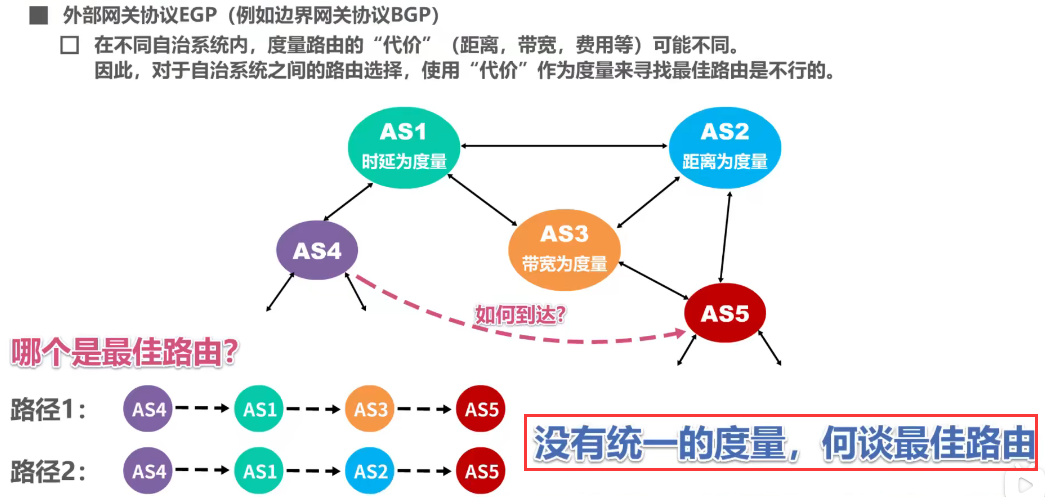 外部网关协议EGP（例如边界网关协议BGP）
在不同自治系统内，度量路由的“代价”（距离，带宽，费用等）可能不同。
因此，对于自治系统之间的路由选择，使用“代价”作为度量来寻找最佳路由是不行的。
AS1
时延为度量
AS2
距离为度量
AS3
带宽为度量
AS4
如何到达?
AS5
哪个是最佳路由?
路径1：
AS4
AS1
AS3
AS5
路径2：
AS4
AS1
AS2
AS5
没有统一的度量，何谈最佳路由